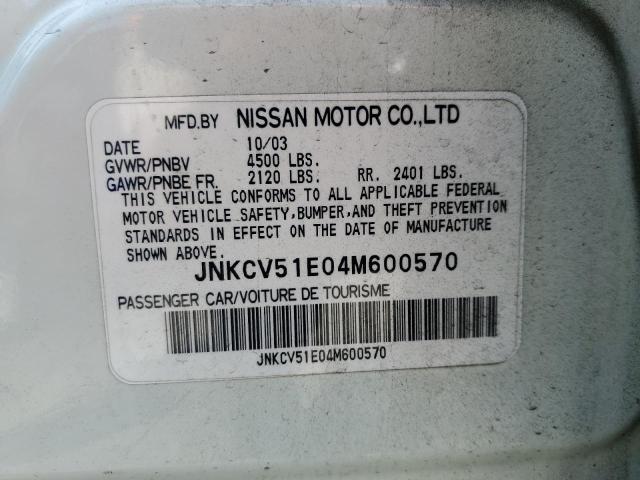 MFD.BY NISSAN MOTOR CO.,LTD
DATE 10/03
GVWR/PNBV 4500 LBS.
GAWR/PNBE FR. 2120 LBS. RR. 2401 LBS.
THIS VEHICLE CONFORMS TO ALL APPLICABLE FEDERAL
MOTOR VEHICLE SAFETY,BUMPER,AND THEFT PREVENTION
STANDARDS IN EFFECT ON THE DATE OF MANUFACTURE
SHOWN ABOVE. JNKCV51E04M600570
PASSENGER CAR/VOITURE DE TOURISME
JNKCV51E04M600570